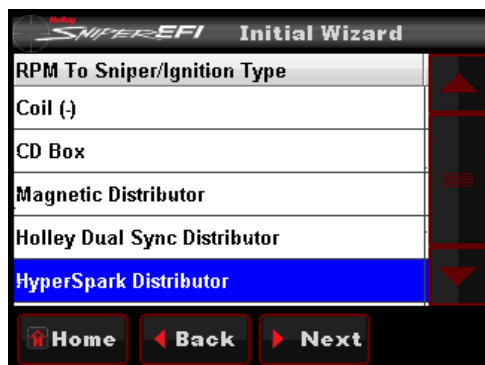 Holley
SNIPER EFI Initial Wizard
RPM To Sniper/Ignition Type
Coil (-)
CD Box
Magnetic Distributor
Holley Dual Sync Distributor
HyperSpark Distributor
Home Back Next